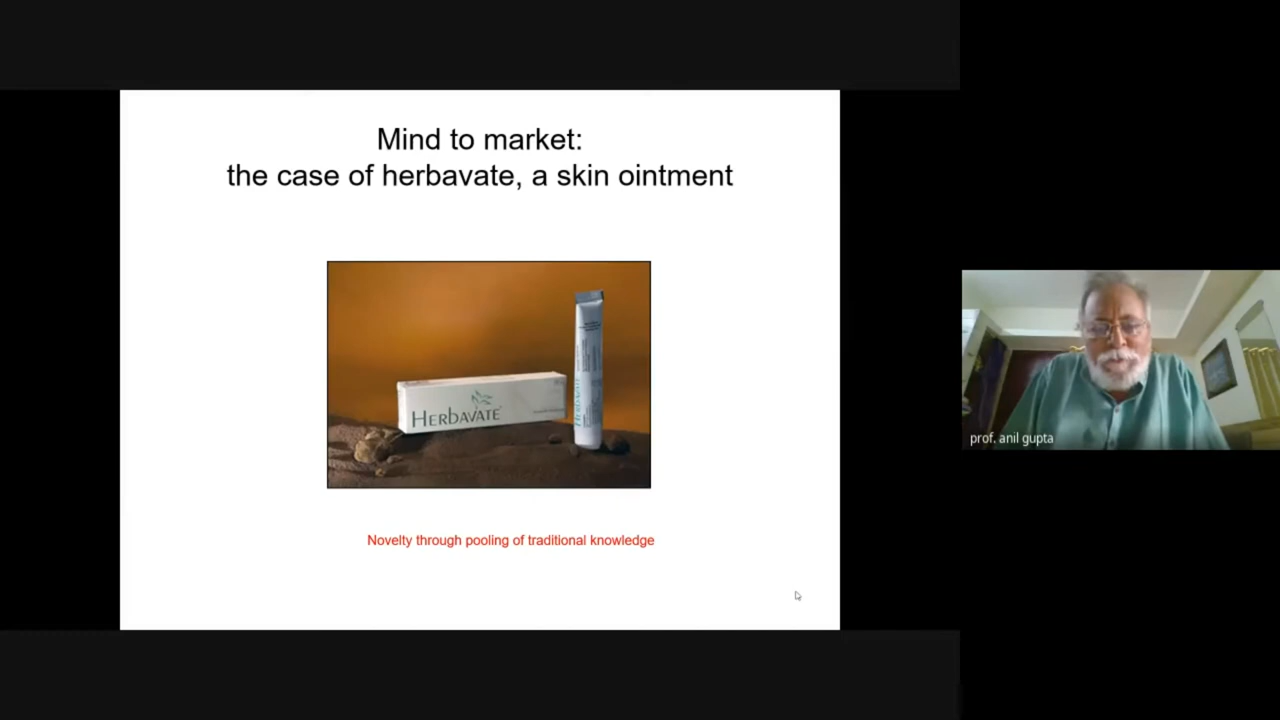 Mind to market:
the case of herbavate, a skin ointment
HERBAVATE
Novelty through pooling of traditional knowledge
prof. anil gupta